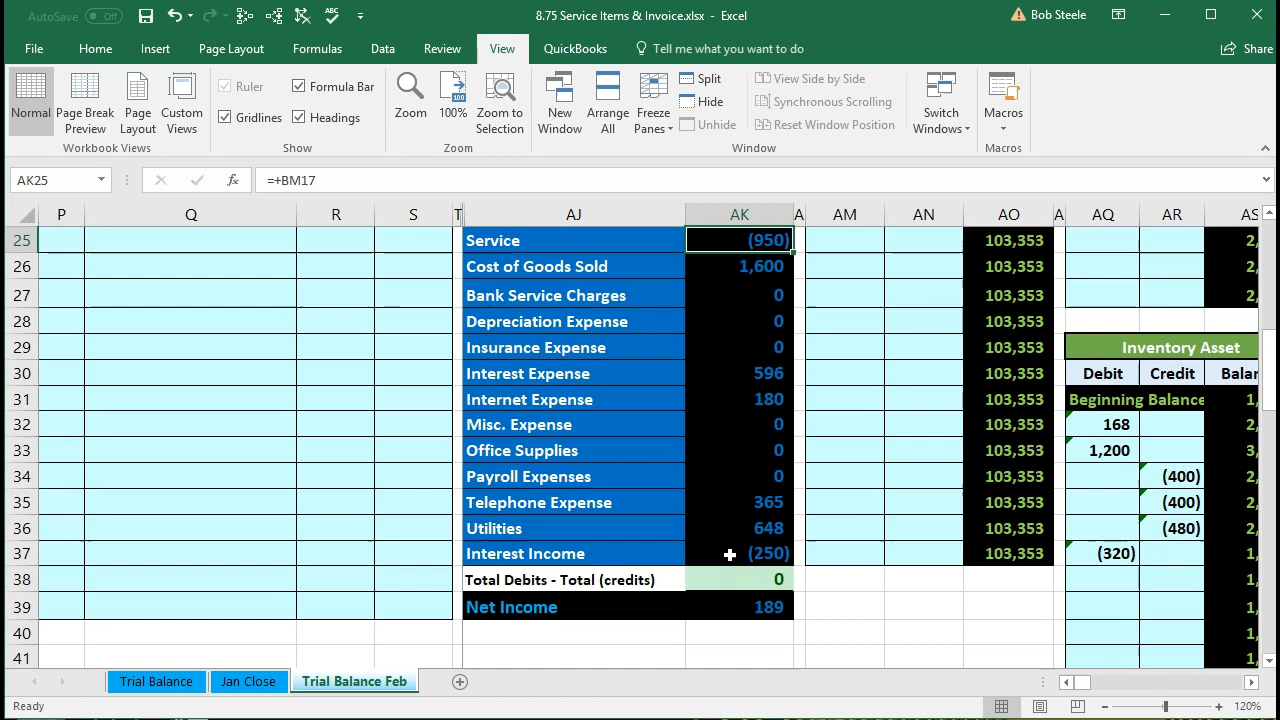 AutoSave Off 8.75 Service Items & Invoice.xlsx - Excel Bob Steele
File Home Insert Page Layout Formulas Data Review View QuickBooks Tell me what you want to do Share
Normal Page Break Preview Page Layout Custom Views
Ruler Formula Bar
Gridlines Headings
Zoom 100% Zoom to Selection
New Window Arrange All Freeze Panes
Split
Hide
Unhide
View Side by Side
Synchronous Scrolling
Reset Window Position
Switch Windows Macros
Workbook Views Show Zoom Window Macros
AK25 fx =+BM17
P Q R S T AJ AK A AM AN AO A AQ AR AS
25 Service (950) 103,353 2,
26 Cost of Goods Sold 1,600 103,353 2,
27 Bank Service Charges 0 103,353 2,
28 Depreciation Expense 0 103,353
29 Insurance Expense 0 103,353 Inventory Asset
30 Interest Expense 596 103,353 Debit Credit Balan
31 Internet Expense 180 103,353 Beginning Balance 1,
32 Misc. Expense 0 103,353 168 2,
33 Office Supplies 0 103,353 1,200 3,
34 Payroll Expenses 0 103,353 (400) 2,
35 Telephone Expense 365 103,353 (400) 2,
36 Utilities 648 103,353 (480) 2,
37 Interest Income (250) 103,353 (320) 1,
38 Total Debits - Total (credits) 0 1,
39 Net Income 189 1,
40 1,
41 1,
Trial Balance Jan Close Trial Balance Feb
Ready 120%